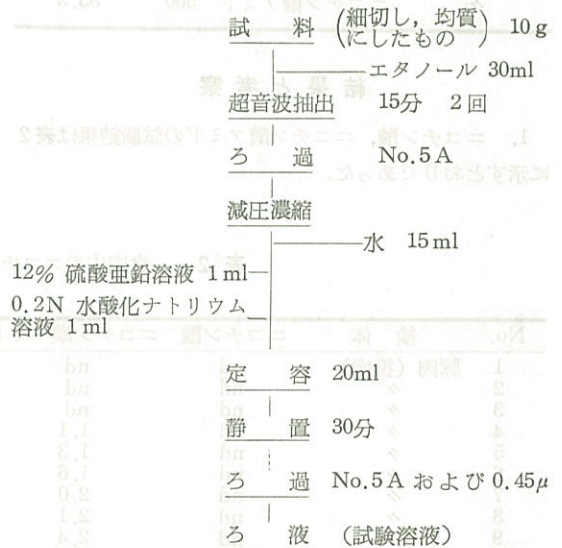 試　料 (細切し，均質にしたもの) 10g
エタノール 30ml
超音波抽出 15分 2回
ろ　過 No.5A
減圧濃縮
水 15ml
12% 硫酸亜鉛溶液 1ml
0.2N 水酸化ナトリウム
溶液 1ml
定　容 20ml
静　置 30分
ろ　過 No.5A および 0.45μ
ろ　液 (試験溶液)